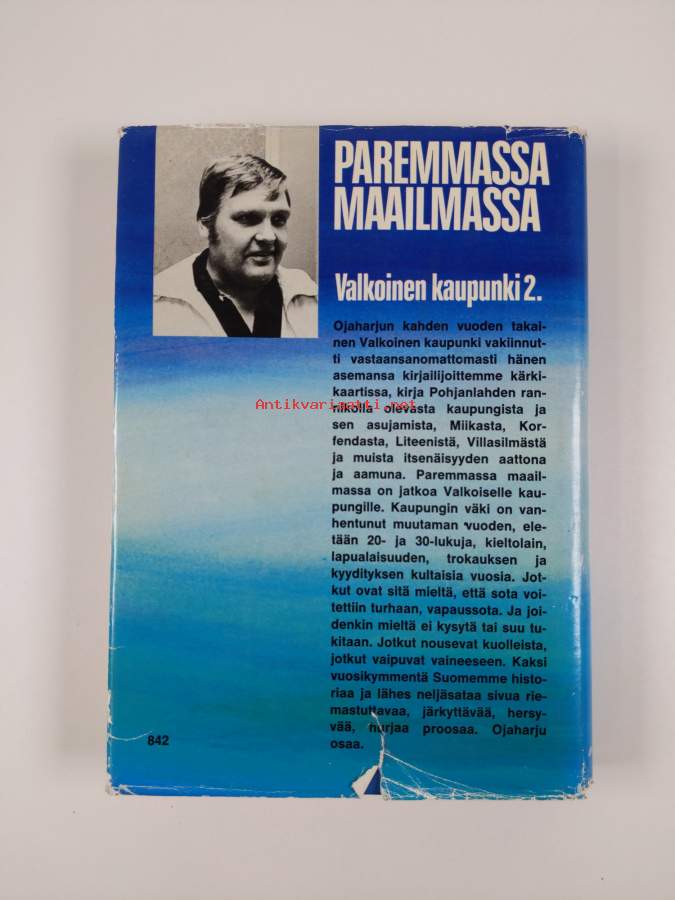 PAREMMASSA
MAAILMASSA
Valkoinen kaupunki 2.
Ojaharjun kahden vuoden takai-
nen Valkoinen kaupunki vakiinnut-
ti vastaansanomattomasti hänen
asemansa kirjailijoittemme kärki-
kaartissa, kirja Pohjanlahden ran-
nikolla olevasta kaupungista ja
Antikvariaatti.net
sen asujamista, Miikasta, Kor-
fendasta, Liteenistä, Villasilmästä
ja muista itsenäisyyden aattona
ja aamuna. Paremmassa maail-
massa on jatkoa Valkoiselle kau-
pungille. Kaupungin väki on van-
hentunut muutaman vuoden, ele-
tään 20- ja 30-lukuja, kieltolain,
lapualaisuuden, trokauksen ja
kyydityksen kultaisia vuosia. Jot-
kut ovat sitä mieltä, että sota voi-
tettiin turhaan, vapaussota. Ja joi-
denkin mieltä ei kysytä tai suu tu-
kitaan. Jotkut nousevat kuolleista,
jotkut vaipuvat vaineeseen. Kaksi
vuosikymmentä Suomemme histo-
riaa ja lähes neljäsataa sivua rie-
mastuttavaa, järkyttävää, hersy-
vää, hurjaa proosaa. Ojaharju
osaa.
842